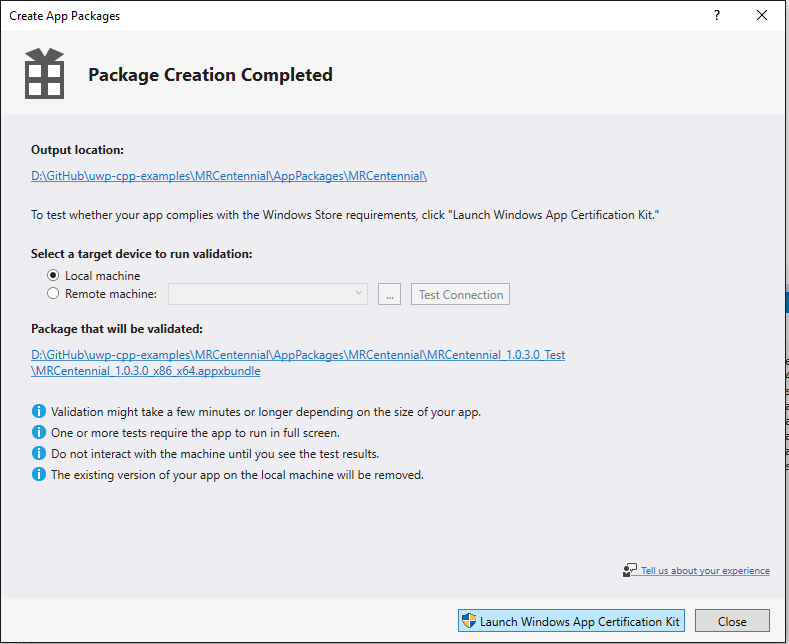 Create App Packages
?
Package Creation Completed
Output location:
D:\GitHub\uwp-cpp-examples\MRCentennial\AppPackages\MRCentennial\
To test whether your app complies with the Windows Store requirements, click "Launch Windows App Certification Kit."
Select a target device to run validation:
Local machine
Remote machine:
...
Test Connection
Package that will be validated:
D:\GitHub\uwp-cpp-examples\MRCentennial\AppPackages\MRCentennial\MRCentennial_1.0.3.0_Test
\MRCentennial_1.0.3.0_x86_x64.appxbundle
Validation might take a few minutes or longer depending on the size of your app.
One or more tests require the app to run in full screen.
Do not interact with the machine until you see the test results.
The existing version of your app on the local machine will be removed.
Tell us about your experience
Launch Windows App Certification Kit
Close